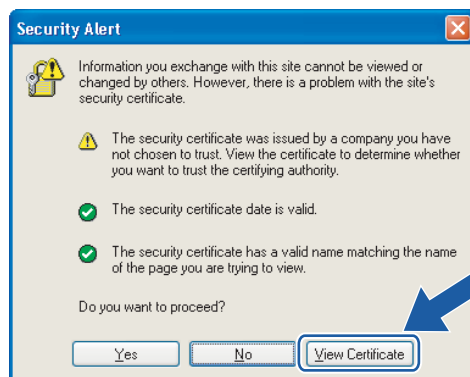 Security Alert
Information you exchange with this site cannot be viewed or
changed by others. However, there is a problem with the site's
security certificate.
The security certificate was issued by a company you have
not chosen to trust. View the certificate to determine whether
you want to trust the certifying authority.
The security certificate date is valid.
The security certificate has a valid name matching the name
of the page you are trying to view.
Do you want to proceed?
Yes
No
View Certificate